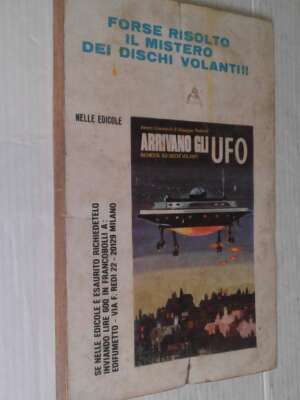 FORSE RISOLTO
IL MISTERO
DEI DISCHI VOLANTI!!
NELLE EDICOLE
ARRIVANO GLI
UFO
SE NELLE EDICOLE E ESAURITO RICHIEDETELO
INVIANDO LIRE 600 IN FRANCOBOLLI A:
EDIFUMETTO - VIA F. REDI 22 - 20129 MILANO